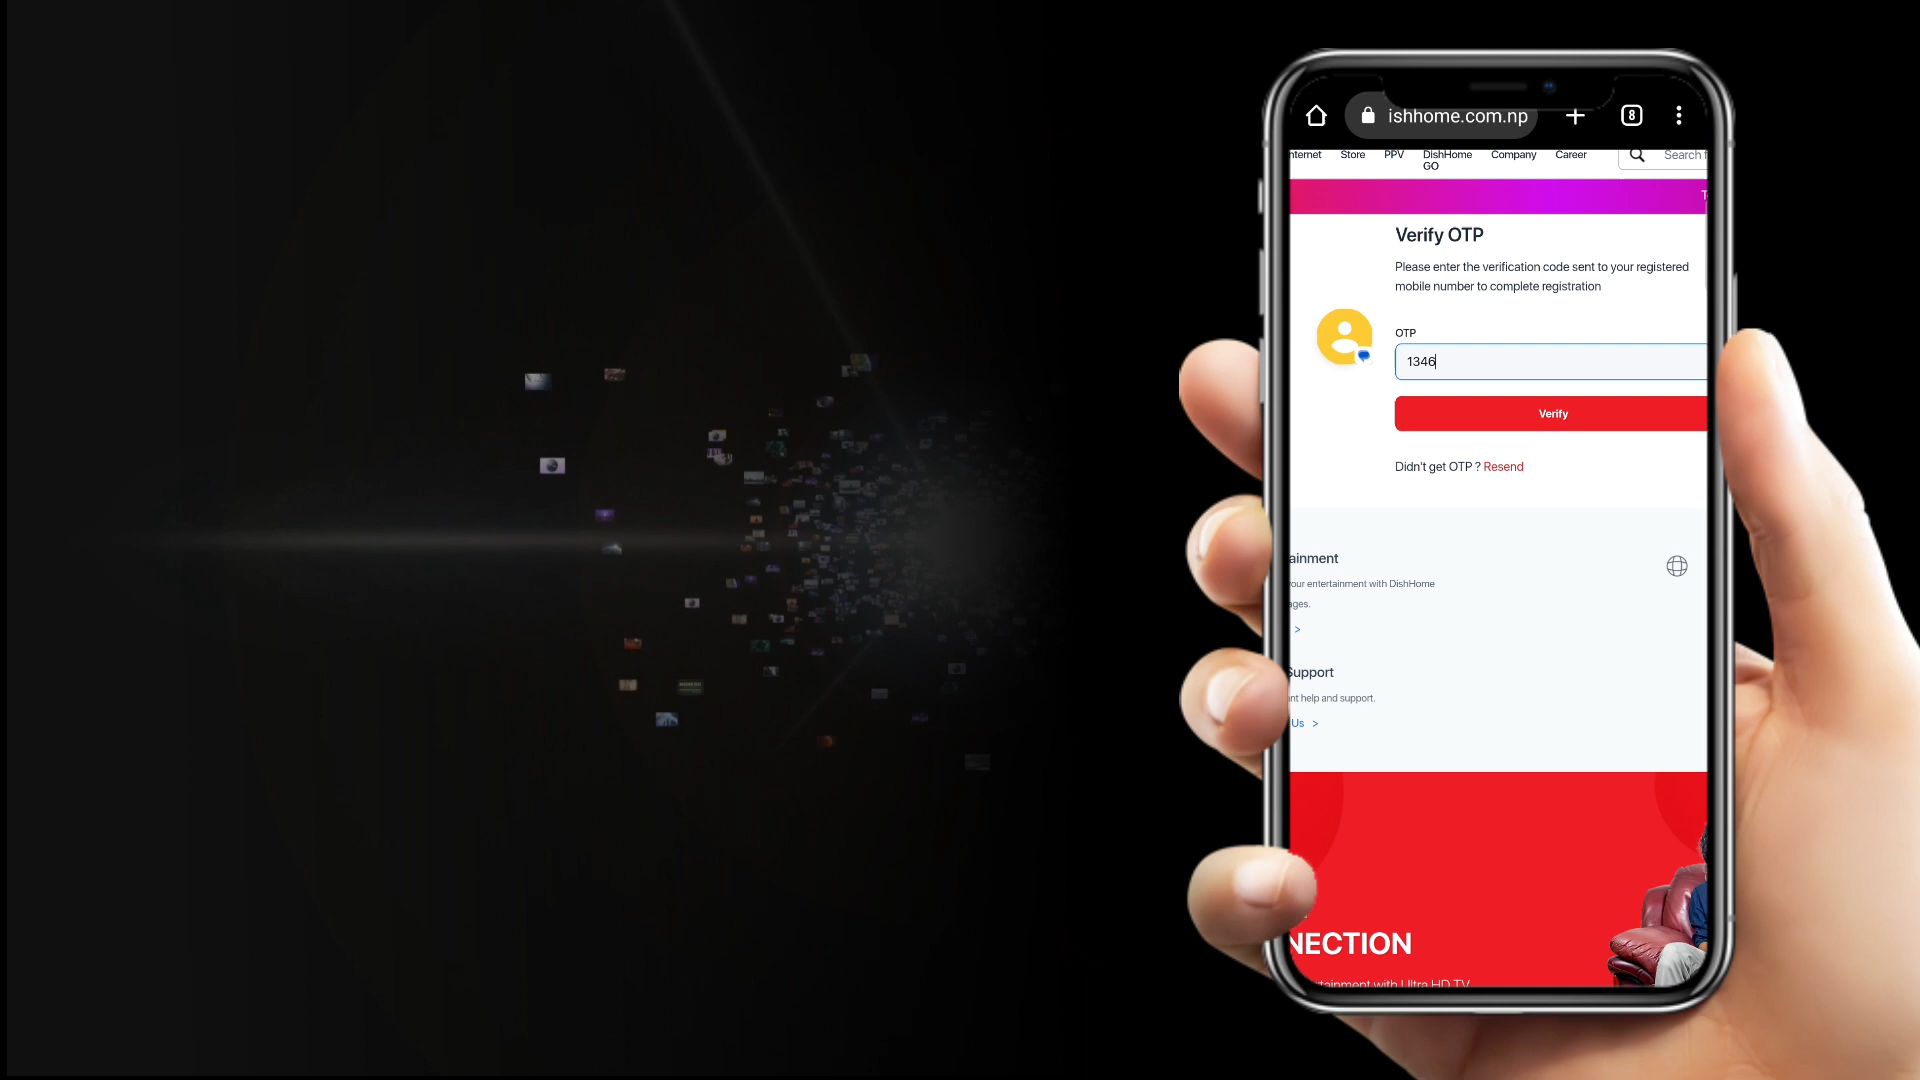 ishhome.com.np
8
nternet Store PPV DishHome GO Company Career Search f
T
Verify OTP
Please enter the verification code sent to your registered
mobile number to complete registration
OTP
1346
Verify
Didn't get OTP ? Resend
ainment
our entertainment with DishHome
ages.
>
Support
nt help and support.
Us >
NECTION
tainment with Ultra HD TV